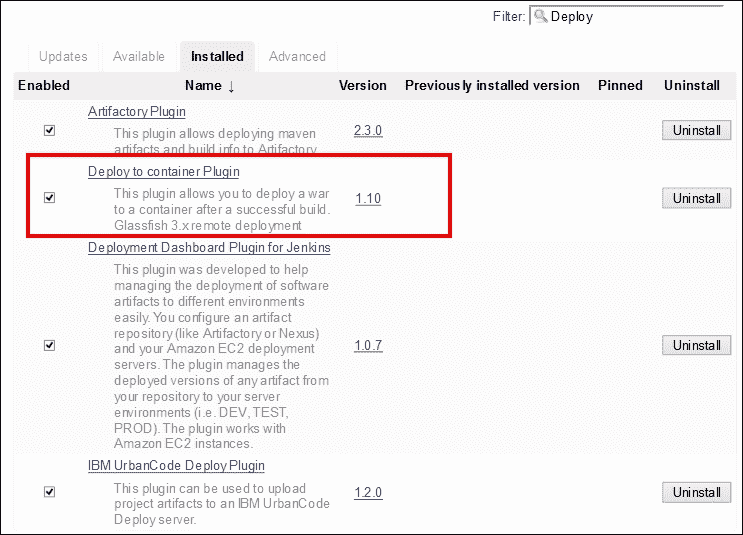 Filter: Deploy
Updates Available Installed Advanced
Enabled Name ↓ Version Previously installed version Pinned Uninstall
Artifactory Plugin
This plugin allows deploying maven
artifacts and build info to Artifactory.
2.3.0 Uninstall
Deploy to container Plugin
This plugin allows you to deploy a war
to a container after a successful build.
Glassfish 3.x remote deployment
1.10 Uninstall
Deployment Dashboard Plugin for Jenkins
This plugin was developed to help
managing the deployment of software
artifacts to different environments
easily. You configure an artifact
repository (like Artifactory or Nexus)
and your Amazon EC2 deployment
servers. The plugin manages the
deployed versions of any artifact from
your repository to your server
environments (i.e. DEV, TEST,
PROD). The plugin works with
Amazon EC2 instances.
1.0.7 Uninstall
IBM UrbanCode Deploy Plugin
This plugin can be used to upload
project artifacts to an IBM UrbanCode
Deploy server.
1.2.0 Uninstall